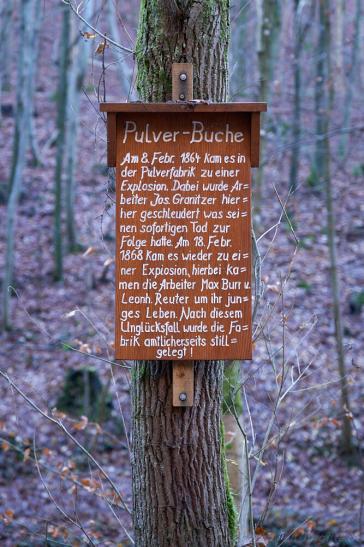 Pulver-Buche
Am 8. Febr. 1864 kam es in
der Pulverfabrik zu einer
Explosion. Dabei wurde Ar-
beiter Jos. Granitzer hier=
her geschleudert was sei-
nen sofortigen Tod zur
Folge hatte. Am 18. Febr.
1868 kam es wieder zu ei-
ner Explosion, hierbei ka-
men die Arbeiter Max Burr u.
Leonh. Reuter um ihr jun-
ges Leben. Nach diesem
Unglücksfall wurde die Fa-
brik amtlicherseits still=
gelegt!